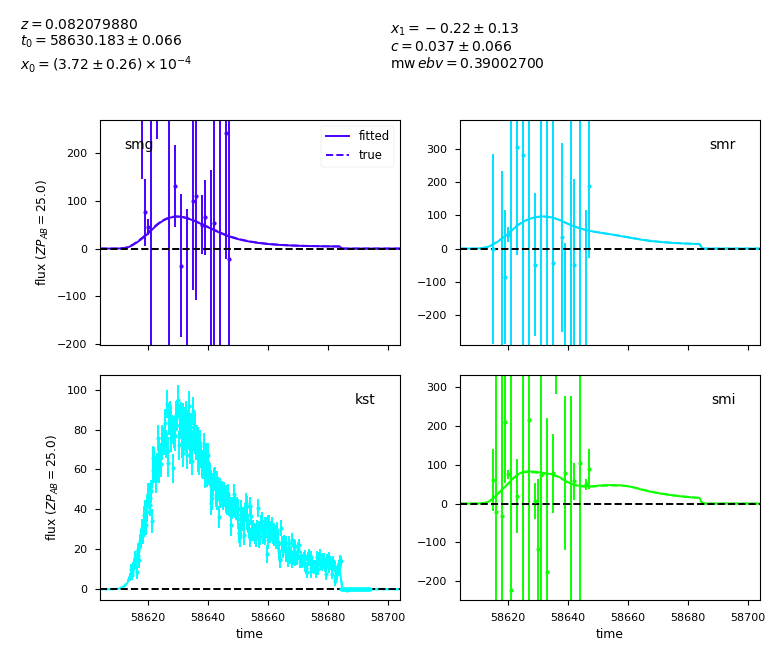 z = 0.082079880
t₀ = 58630.183 ± 0.066
x₀ = (3.72 ± 0.26) × 10⁻⁴
x₁ = −0.22 ± 0.13
c = 0.037 ± 0.066
mw ebv = 0.39002700
smg
fitted
true
200
100
0
−100
−200
flux (ZP_AB = 25.0)
smr
300
200
100
0
−100
−200
kst
100
80
60
40
20
0
flux (ZP_AB = 25.0)
58620 58640 58660 58680 58700
time
smi
300
200
100
0
−100
−200
58620 58640 58660 58680 58700
time